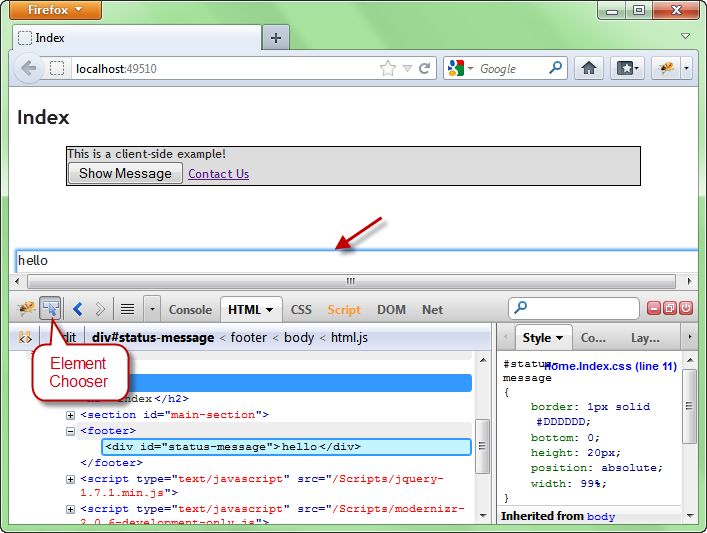 Firefox
Index
localhost:49510
Google
Index
This is a client-side example!
Show Message Contact Us
hello
Console HTML CSS Script DOM Net
div#status-message < footer < body < html.js
Element
Chooser
Index</h2>
<section id="main-section">
<footer>
<div id="status-message">hello</div>
</footer>
<script type="text/javascript" src="/Scripts/jquery-
1.7.1.min.js">
<script type="text/javascript" src="/Scripts/modernizr-
2.0.6-development-only.js">
Style Co... Lay...
#status-
message
Home.Index.css (line 11)
{
border: 1px solid
#DDDDDD;
bottom: 0;
height: 20px;
position: absolute;
width: 99%;
}
Inherited from body